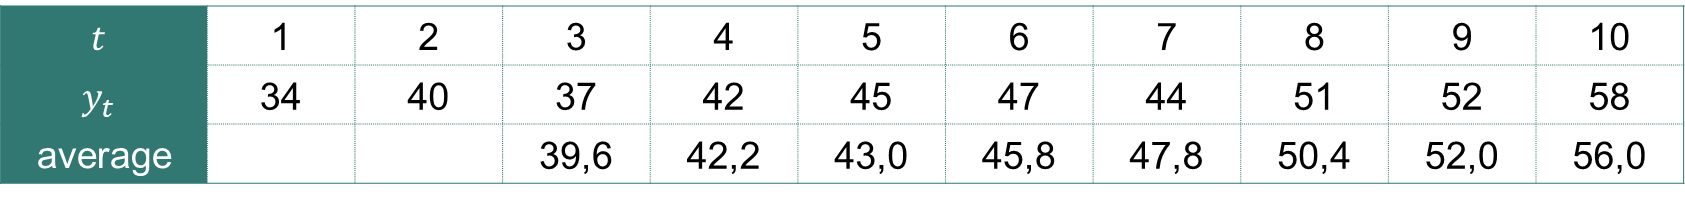 t 1 2 3 4 5 6 7 8 9 10
y_t 34 40 37 42 45 47 44 51 52 58
average 39,6 42,2 43,0 45,8 47,8 50,4 52,0 56,0